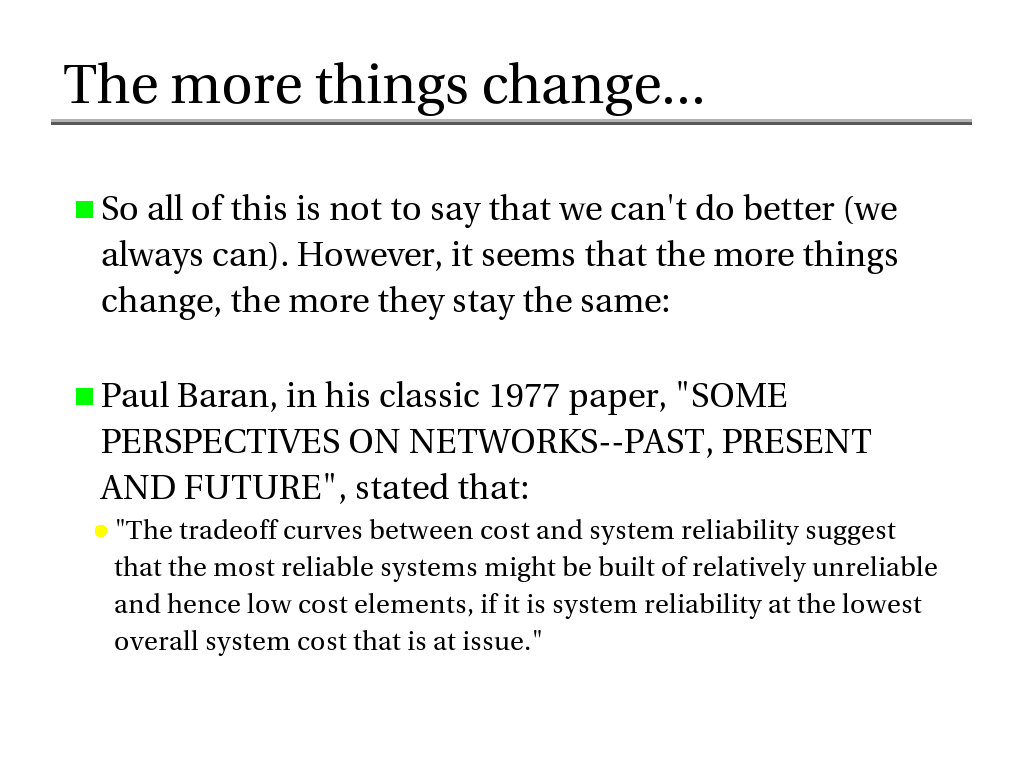 The more things change...
So all of this is not to say that we can't do better (we
always can). However, it seems that the more things
change, the more they stay the same:
Paul Baran, in his classic 1977 paper, "SOME
PERSPECTIVES ON NETWORKS--PAST, PRESENT
AND FUTURE", stated that:
"The tradeoff curves between cost and system reliability suggest
that the most reliable systems might be built of relatively unreliable
and hence low cost elements, if it is system reliability at the lowest
overall system cost that is at issue."